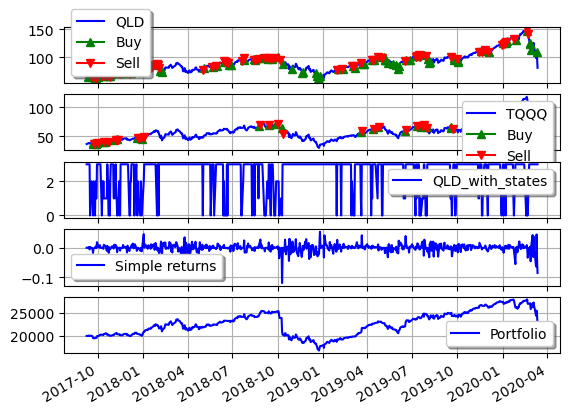 150
100
QLD
Buy
Sell
100
50
TQQQ
Buy
Sell
2
0
QLD_with_states
0.0
−0.1
Simple returns
25000
20000
Portfolio
2017-10
2018-01
2018-04
2018-07
2018-10
2019-01
2019-04
2019-07
2019-10
2020-01
2020-04